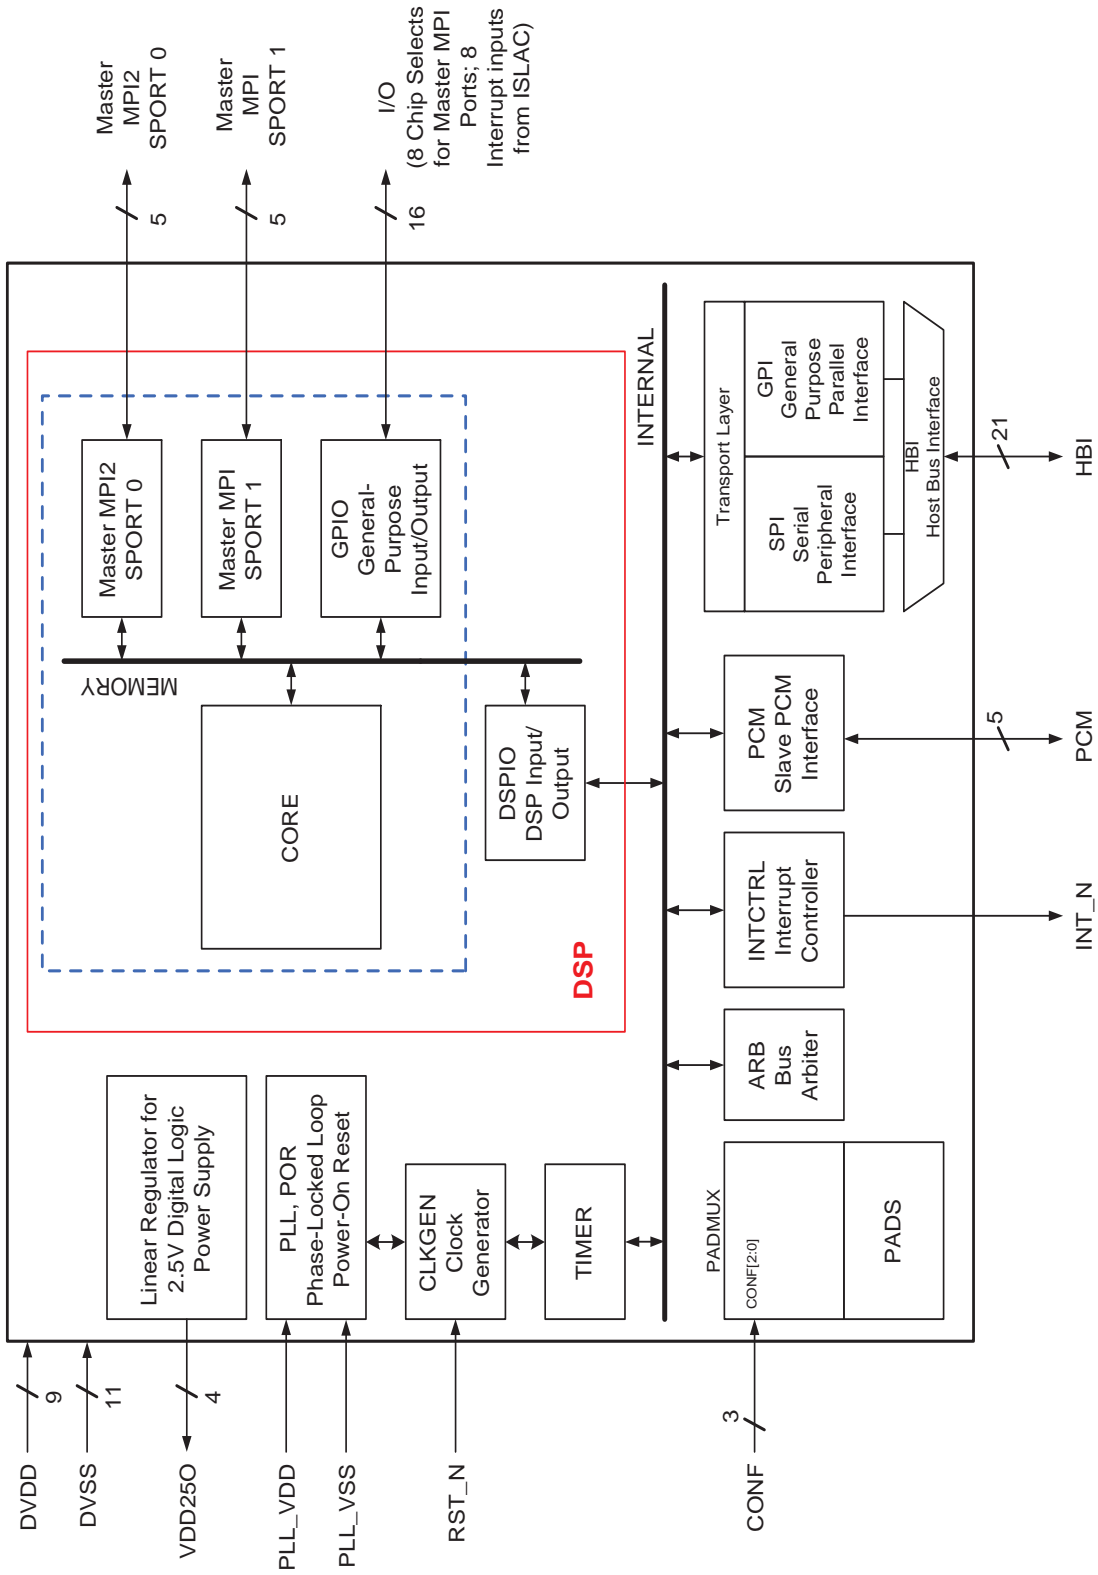 DVDD
9
DVSS
11
VDD25O
4
PLL_VDD
PLL_VSS
RST_N
CONF
3
Linear Regulator for
2.5V Digital Logic
Power Supply
PLL, POR
Phase-Locked Loop
Power-On Reset
CLKGEN
Clock
Generator
TIMER
DSP
CORE
MEMORY
Master MPI2
SPORT 0
Master MPI
SPORT 1
GPIO
General-
Purpose
Input/Output
DSPIO
DSP Input/
Output
INTERNAL
Master
MPI2
SPORT 0
5
Master
MPI
SPORT 1
5
I/O
(8 Chip Selects
for Master MPI
Ports; 8
Interrupt inputs
from ISLAC)
16
PADMUX
CONF[2:0]
PADS
ARB
Bus
Arbiter
INTCTRL
Interrupt
Controller
PCM
Slave PCM
Interface
Transport Layer
SPI
Serial
Peripheral
Interface
GPI
General
Purpose
Parallel
Interface
HBI
Host Bus Interface
INT_N
5
PCM
21
HBI